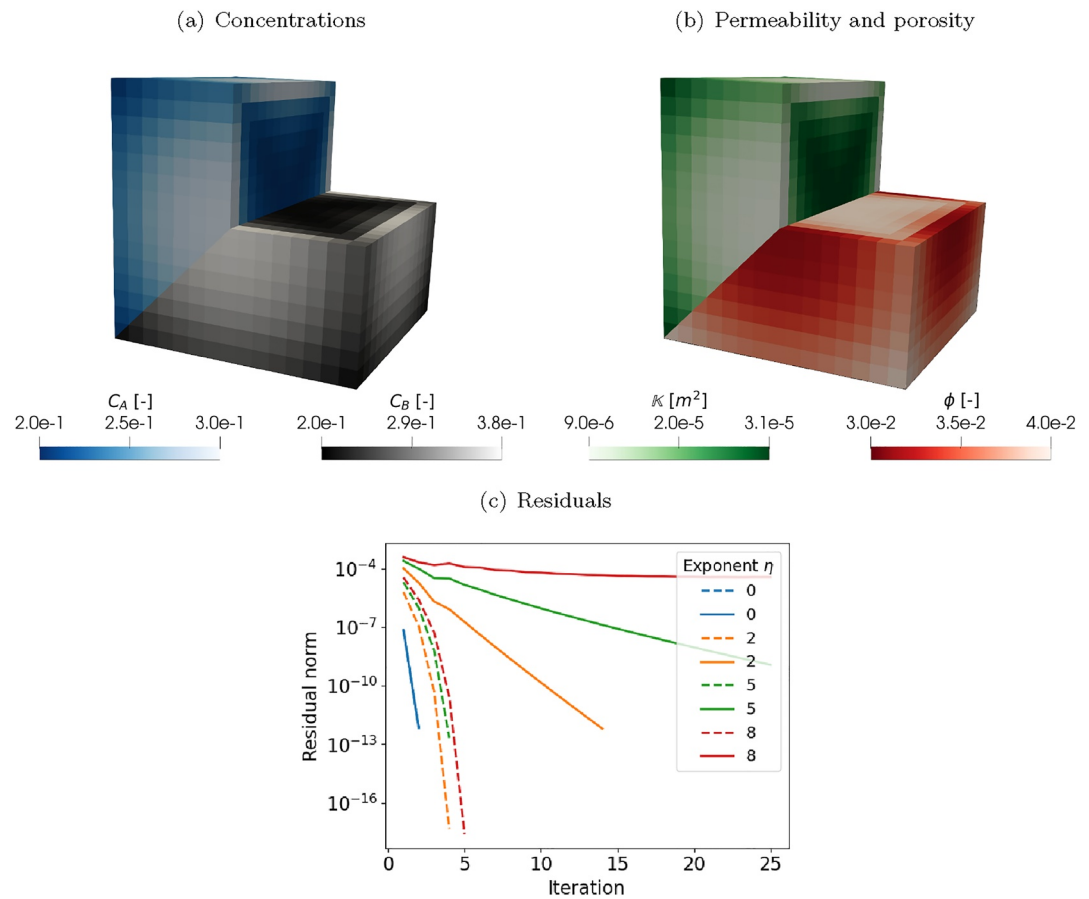 (a) Concentrations
(b) Permeability and porosity
C_A [-]
2.0e-1 2.5e-1 3.0e-1
C_B [-]
2.0e-1 2.9e-1 3.8e-1
𝕂 [m²]
9.0e-6 2.0e-5 3.1e-5
ϕ [-]
3.0e-2 3.5e-2 4.0e-2
(c) Residuals
Residual norm
10⁻⁴
10⁻⁷
10⁻¹⁰
10⁻¹³
10⁻¹⁶
Exponent η
0
0
2
2
5
5
8
8
0 5 10 15 20 25
Iteration